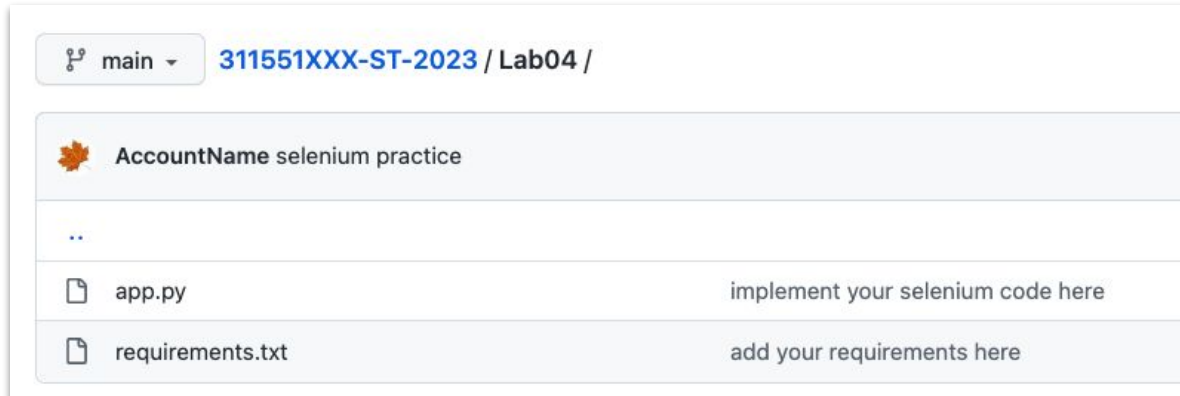 main 311551XXX-ST-2023 / Lab04 /
AccountName selenium practice
..
app.py implement your selenium code here
requirements.txt add your requirements here